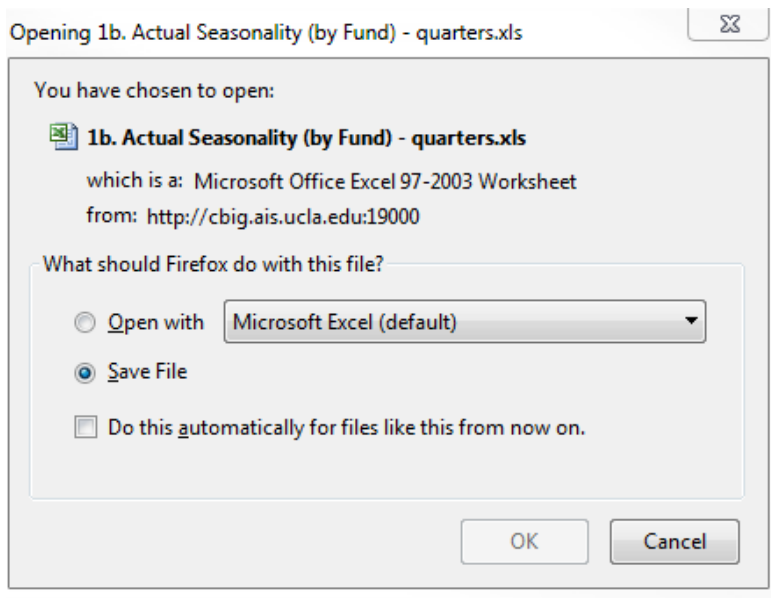 Opening 1b. Actual Seasonality (by Fund) - quarters.xls
You have chosen to open:
1b. Actual Seasonality (by Fund) - quarters.xls
which is a: Microsoft Office Excel 97-2003 Worksheet
from: http://cbig.ais.ucla.edu:19000
What should Firefox do with this file?
Open with Microsoft Excel (default)
Save File
Do this automatically for files like this from now on.
OK Cancel